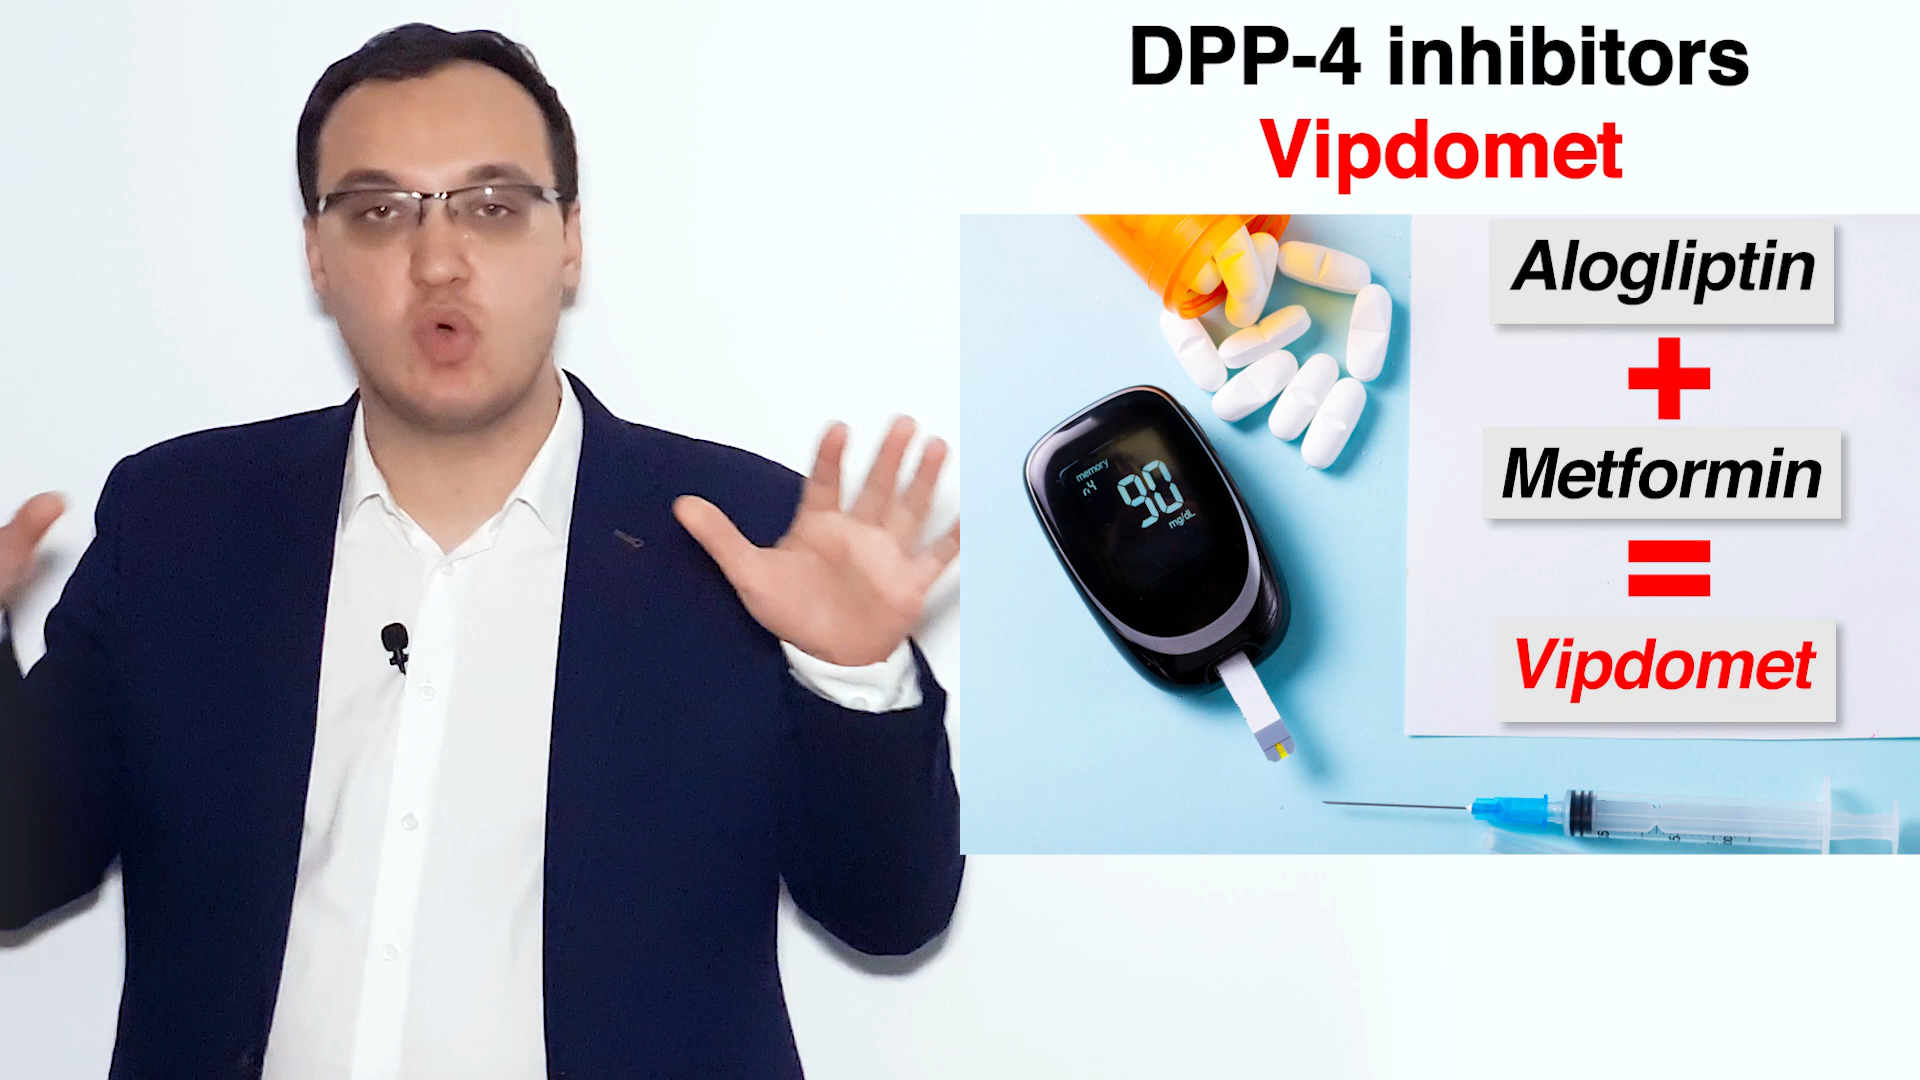 DPP-4 inhibitors
Vipdomet
Alogliptin
+
Metformin
=
Vipdomet
memory
90
mg/dL